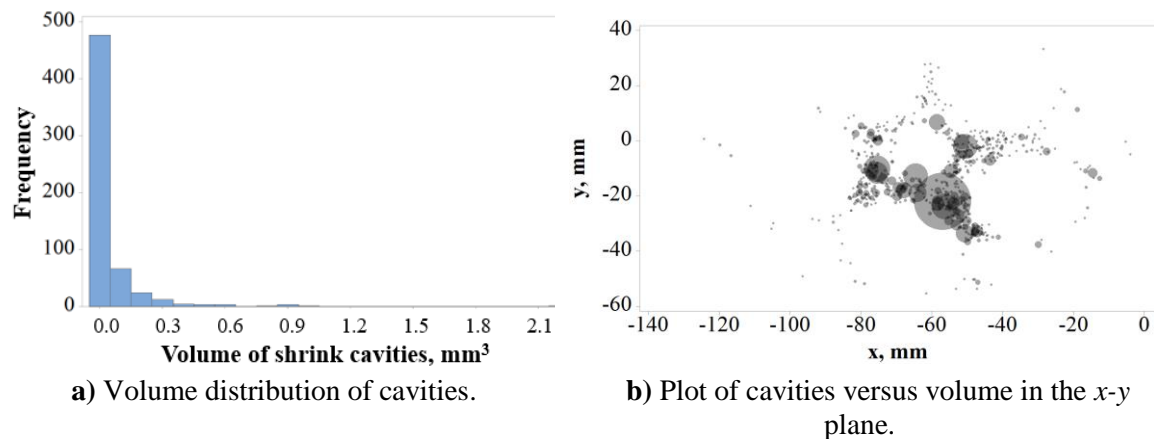 500
400
300
200
100
0
Frequency
0.0 0.3 0.6 0.9 1.2 1.5 1.8 2.1
Volume of shrink cavities, mm³
a) Volume distribution of cavities.
40
20
0
-20
-40
-60
y, mm
-140 -120 -100 -80 -60 -40 -20 0
x, mm
b) Plot of cavities versus volume in the x-y
plane.